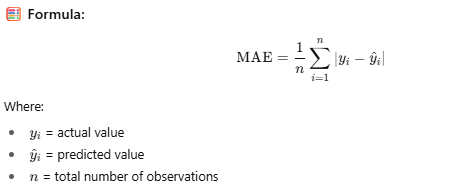 Formula:
MAE = 1/n ∑_{i=1}^{n} |y_i − ŷ_i|
Where:
• y_i = actual value
• ŷ_i = predicted value
• n = total number of observations